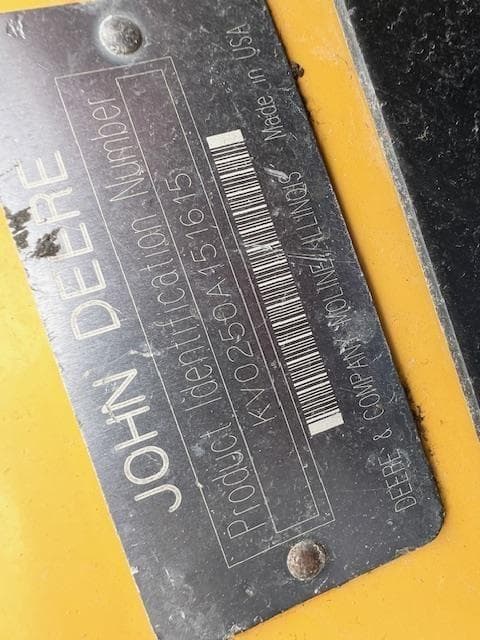 JOHN DEERE
Product Identification Number
KV0250A151615
DEERE & COMPANY MOLINE, ILLINOIS Made in USA